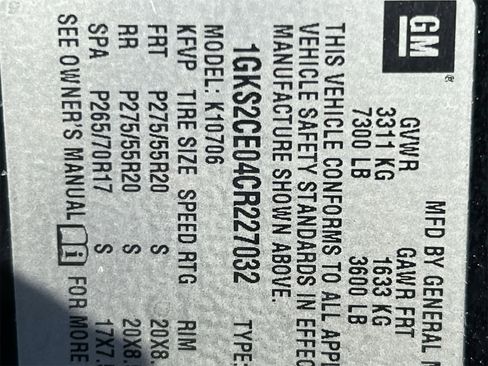 GM
®
MFD BY GENERAL M
GVWR GAWR FRT
3311 KG 1633 KG
7300 LB 3600 LB
THIS VEHICLE CONFORMS TO ALL APPL
VEHICLE SAFETY STANDARDS IN EFFEC
MANUFACTURE SHOWN ABOVE.
1GKS2CE04CR227032 TYPE:
MODEL: K10706
KFVP TIRE SIZE SPEED RTG RIM
FRT P275/55R20 S 20X8.
RR P275/55R20 S 20X8.
SPA P265/70R17 S 17X7.5
SEE OWNER'S MANUAL i FOR MORE